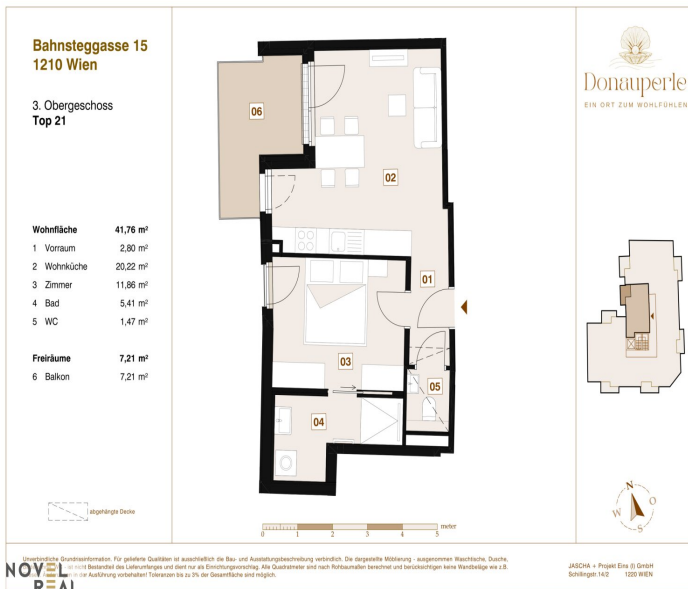 Bahnsteggasse 15
1210 Wien
3. Obergeschoss
Top 21
Wohnfläche 41,76 m²
1 Vorraum 2,80 m²
2 Wohnküche 20,22 m²
3 Zimmer 11,86 m²
4 Bad 5,41 m²
5 WC 1,47 m²
Freiräume 7,21 m²
6 Balkon 7,21 m²
abgehängte Decke
06
02
01
03
05
04
0 1 2 3 4 5 meter
Donauperle
EIN ORT ZUM WOHLFÜHLEN
N
W O
S
Unverbindliche Grundrissinformation. Für gelieferte Qualitäten ist ausschließlich die Bau- und Ausstattungsbeschreibung verbindlich. Die dargestellte Möblierung - ausgenommen Waschtische, Dusche,
ist nicht Bestandteil des Lieferumfanges und dient nur als Einrichtungsvorschlag. Alle Quadratmeter sind nach Rohbaumaßen berechnet und berücksichtigen keine Wandbeläge wie z.B.
in der Ausführung vorbehalten! Toleranzen bis zu 3% der Gesamtfläche sind möglich.
NOVEL
REAL
JASCHA + Projekt Eins (I) GmbH
Schillingstr.14/2 1220 WIEN